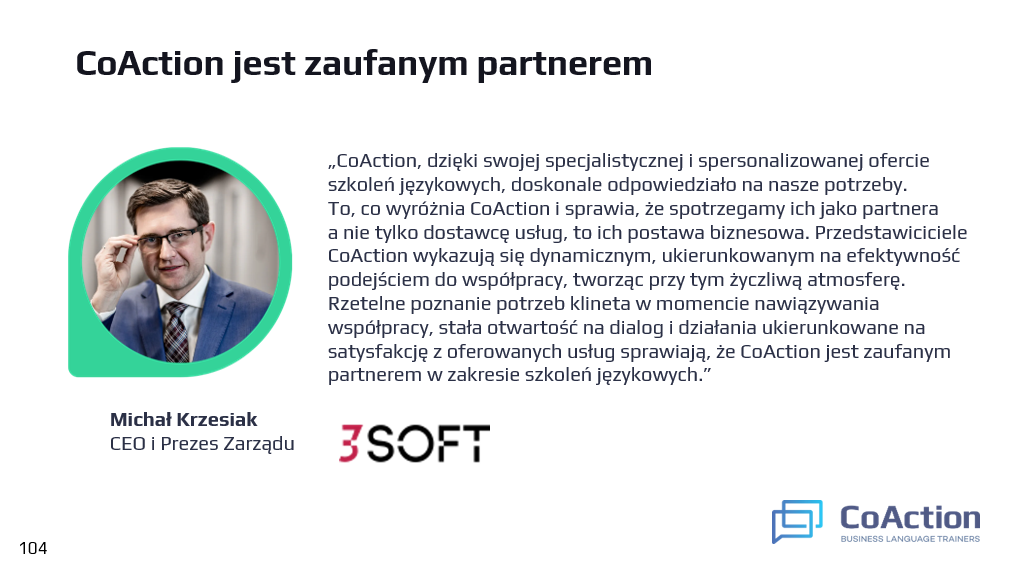 CoAction jest zaufanym partnerem
„CoAction, dzięki swojej specjalistycznej i spersonalizowanej ofercie
szkoleń językowych, doskonale odpowiedziało na nasze potrzeby.
To, co wyróżnia CoAction i sprawia, że spotrzegamy ich jako partnera
a nie tylko dostawcę usług, to ich postawa biznesowa. Przedstawiciciele
CoAction wykazują się dynamicznym, ukierunkowanym na efektywność
podejściem do współpracy, tworząc przy tym życzliwą atmosferę.
Rzetelne poznanie potrzeb klineta w momencie nawiązywania
współpracy, stała otwartość na dialog i działania ukierunkowane na
satysfakcję z oferowanych usług sprawiają, że CoAction jest zaufanym
partnerem w zakresie szkoleń językowych.”
Michał Krzesiak
CEO i Prezes Zarządu
3SOFT
CoAction
BUSINESS LANGUAGE TRAINERS
104